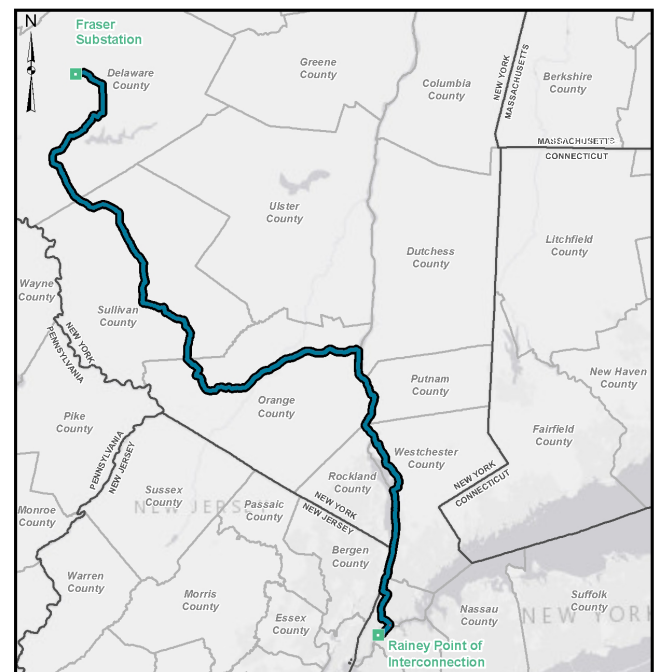 N
Fraser
Substation
Delaware
County
Greene
County
Columbia
County
NEW YORK
MASSACHUSETTS
Berkshire
County
MASSACHUSETTS
CONNECTICUT
Ulster
County
Dutchess
County
Litchfield
County
Wayne
County
Sullivan
County
NEW YORK
PENNSYLVANIA
New Haven
County
Putnam
County
Orange
County
Pike
County
Fairfield
County
Westchester
County
PENNSYLVANIA
NEW JERSEY
Rockland
County
NEW YORK
CONNECTICUT
Sussex
County
NEW JERS
Passaic
County
NEW YORK
NEW JERSEY
Monroe
County
Bergen
County
Warren
County
Morris
County
Essex
County
Nassau
County
Suffolk
County
NEW YORK
Rainey Point of
Interconnection